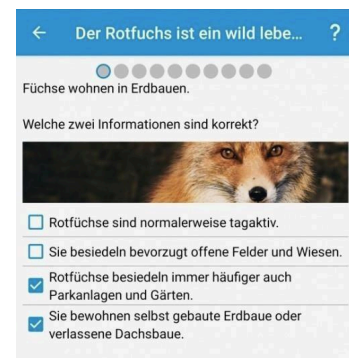 Der Rotfuchs ist ein wild lebe... ?
Füchse wohnen in Erdbauen.
Welche zwei Informationen sind korrekt?
Rotfüchse sind normalerweise tagaktiv.
Sie besiedeln bevorzugt offene Felder und Wiesen.
Rotfüchse besiedeln immer häufiger auch
Parkanlagen und Gärten.
Sie bewohnen selbst gebaute Erdbaue oder
verlassene Dachsbaue.